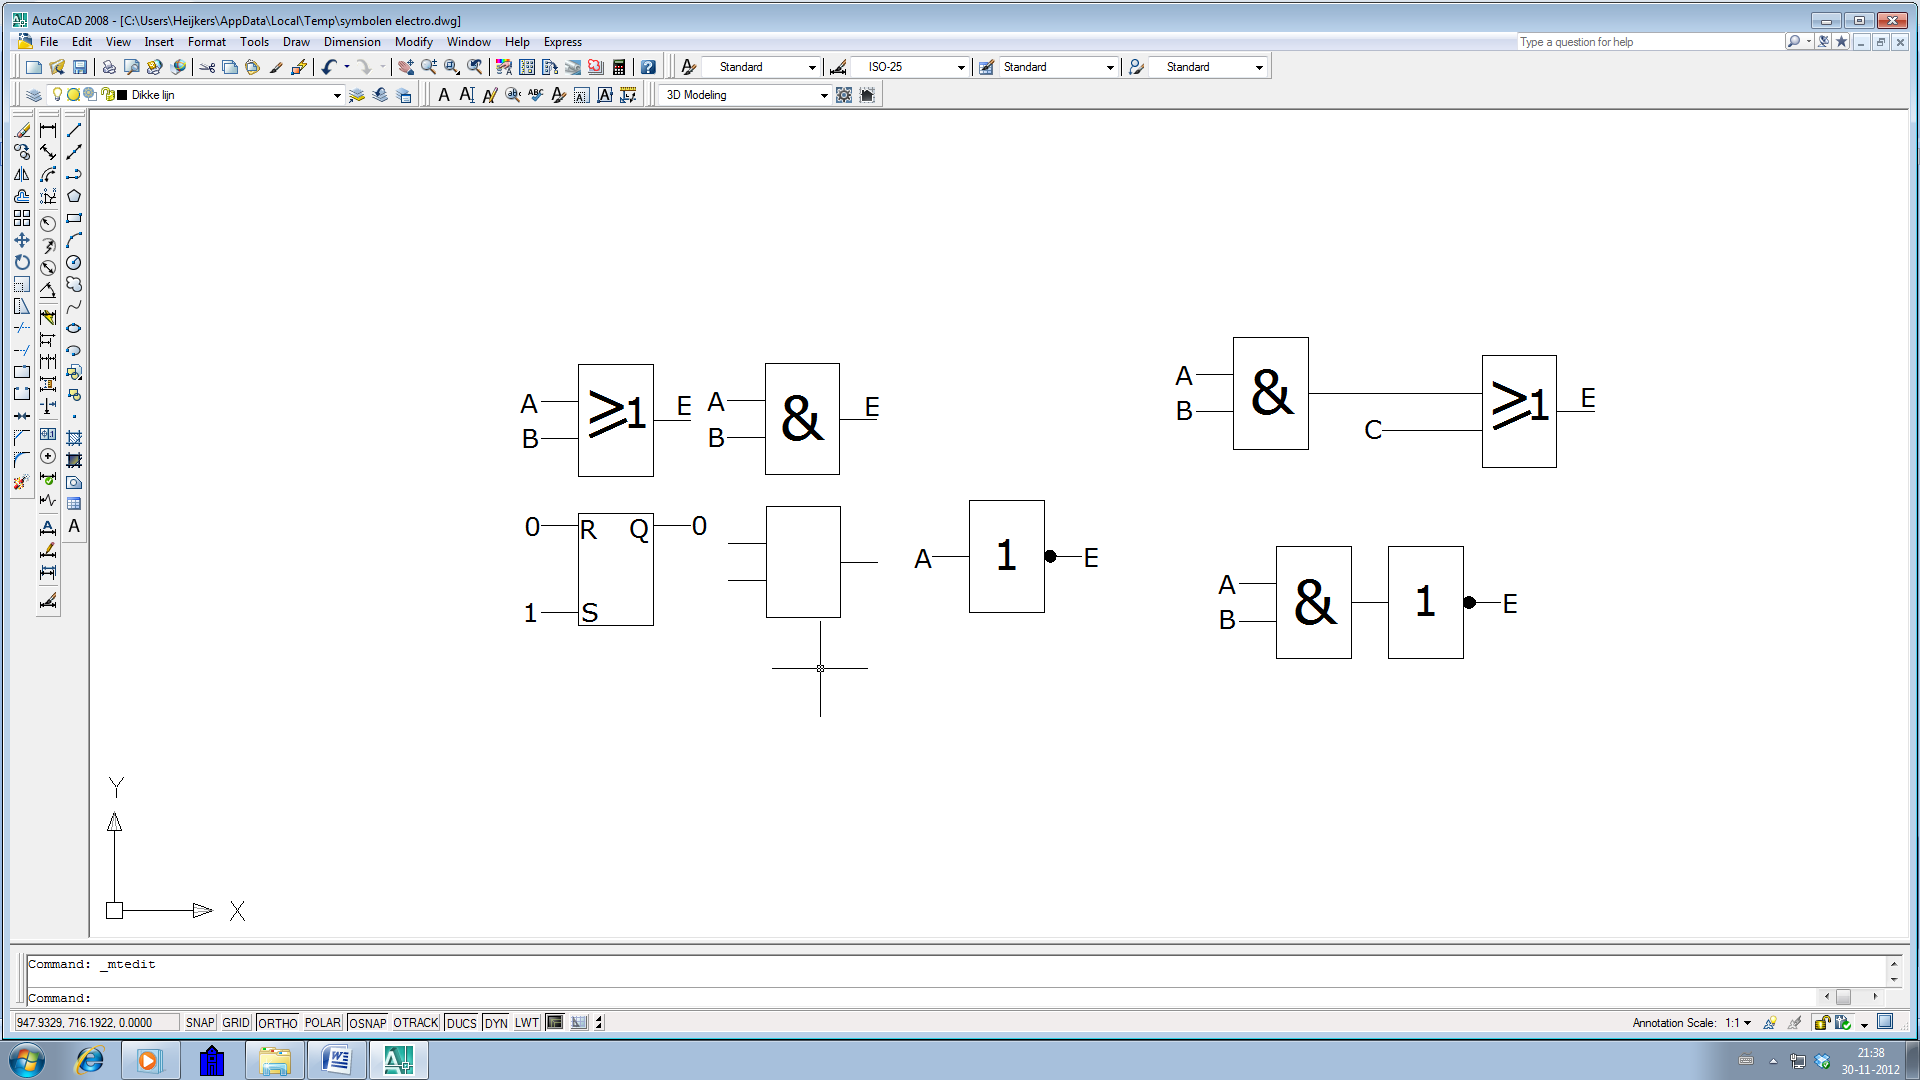 AutoCAD 2008 - [C:\Users\Heijkers\AppData\Local\Temp\symbolen electro.dwg]
File Edit View Insert Format Tools Draw Dimension Modify Window Help Express
Type a question for help
Standard ISO-25 Standard Standard
Dikke lijn
3D Modeling
A B ≥1 E
A B & E
A B & C ≥1 E
0 R Q 0
1 S
A 1 E
A B & 1 E
Y
X
Command: _mtedit
Command:
947.9329, 716.1922, 0.0000 SNAP GRID ORTHO POLAR OSNAP OTRACK DUCS DYN LWT Annotation Scale: 1:1
21:38
30-11-2012